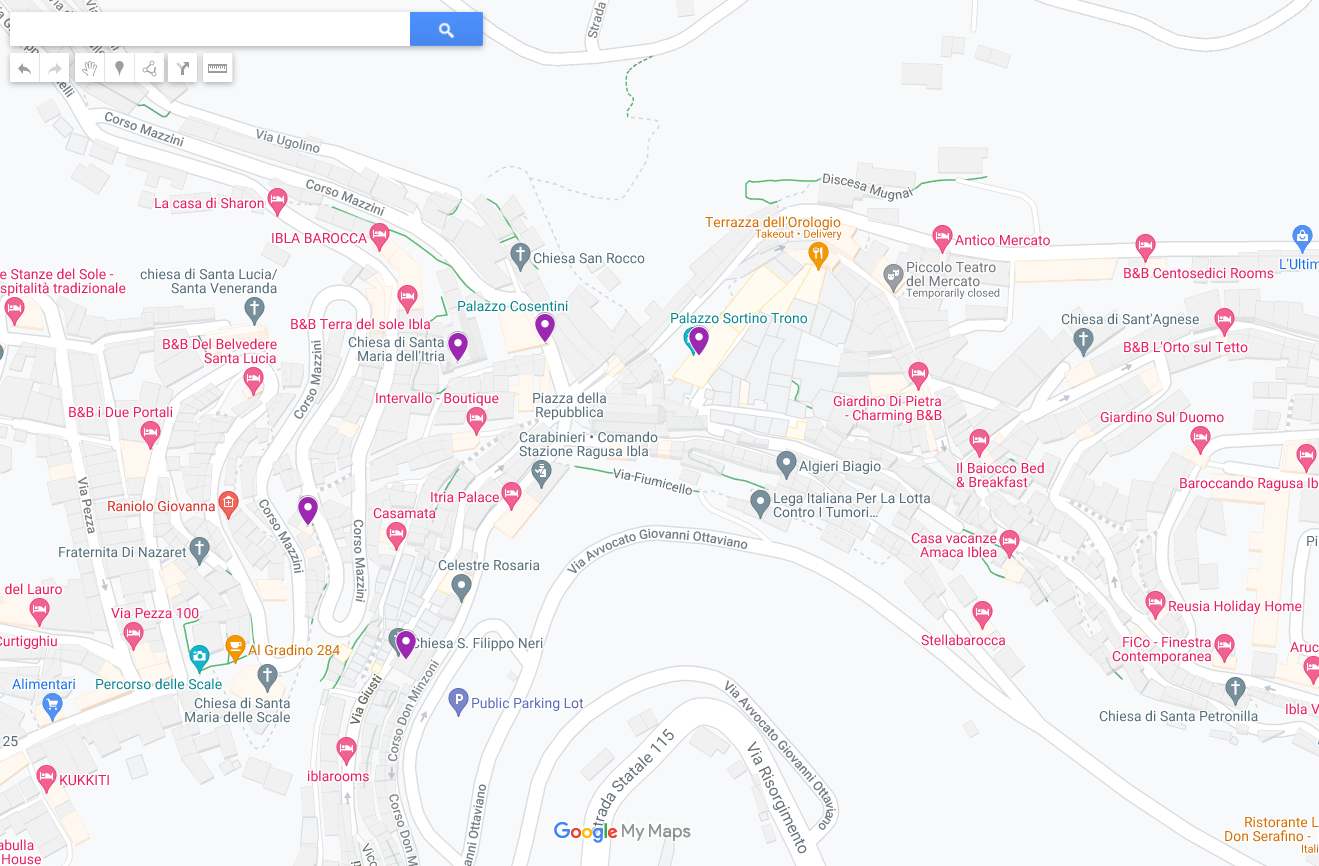 Strada
Corso Mazzini
Via Ugolino
Corso Mazzini
La casa di Sharon
IBLA BAROCCA
Discesa Mugnai
Terrazza dell'Orologio
Takeout • Delivery
Antico Mercato
B&B Centosedici Rooms
L'Ultim
Piccolo Teatro
del Mercato
Temporarily closed
Chiesa San Rocco
e Stanze del Sole -
spitalità tradizionale
chiesa di Santa Lucia/
Santa Veneranda
B&B Terra del sole Ibla
Palazzo Cosentini
Palazzo Sortino Trono
Chiesa di Sant'Agnese
B&B L'Orto sul Tetto
Chiesa di Santa
Maria dell'Itria
B&B Del Belvedere
Santa Lucia
Corso Mazzini
Intervallo - Boutique
Piazza della
Repubblica
Giardino Di Pietra
- Charming B&B
B&B i Due Portali
Giardino Sul Duomo
Carabinieri • Comando
Stazione Ragusa Ibla
Algieri Biagio
Il Baiocco Bed
& Breakfast
Baroccando Ragusa Ib
Via Pezza
Via Fiumicello
Itria Palace
Lega Italiana Per La Lotta
Contro I Tumori...
Raniolo Giovanna
Casamata
Corso Mazzini
Corso Mazzini
Via Avvocato Giovanni Ottaviano
Casa vacanze
Amaca Iblea
Pi
Fraternita Di Nazaret
Celestre Rosaria
del Lauro
Via Pezza 100
Reusia Holiday Home
Curtigghiu
Stellabarocca
Chiesa S. Filippo Neri
Al Gradino 284
FiCo - Finestra
Contemporanea
Aruc
Alimentari
Percorso delle Scale
Chiesa di Santa
Maria delle Scale
Via Giusti
Corso Don Minzoni
Public Parking Lot
Via Avvocato Giovanni Ottaviano
Chiesa di Santa Petronilla
Ibla V
25
iblarooms
KUKKITI
Strada Statale 115
Via Risorgimento
Corso Don M
anni Ottaviano
Vico
Google My Maps
Ristorante L
Don Serafino -
Itali
abulla
House